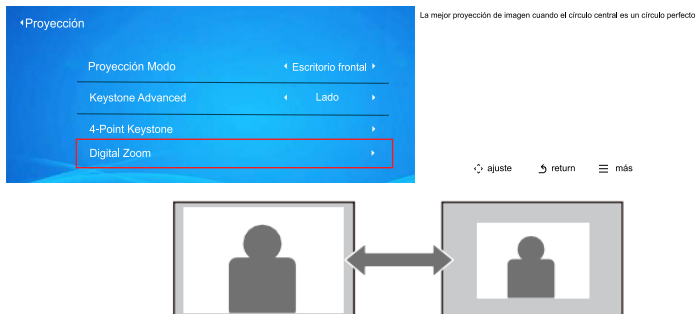 Proyección
Proyección Modo Escritorio frontal
Keystone Advanced Lado
4-Point Keystone
Digital Zoom
La mejor proyección de imagen cuando el círculo central es un círculo perfecto
ajuste return más